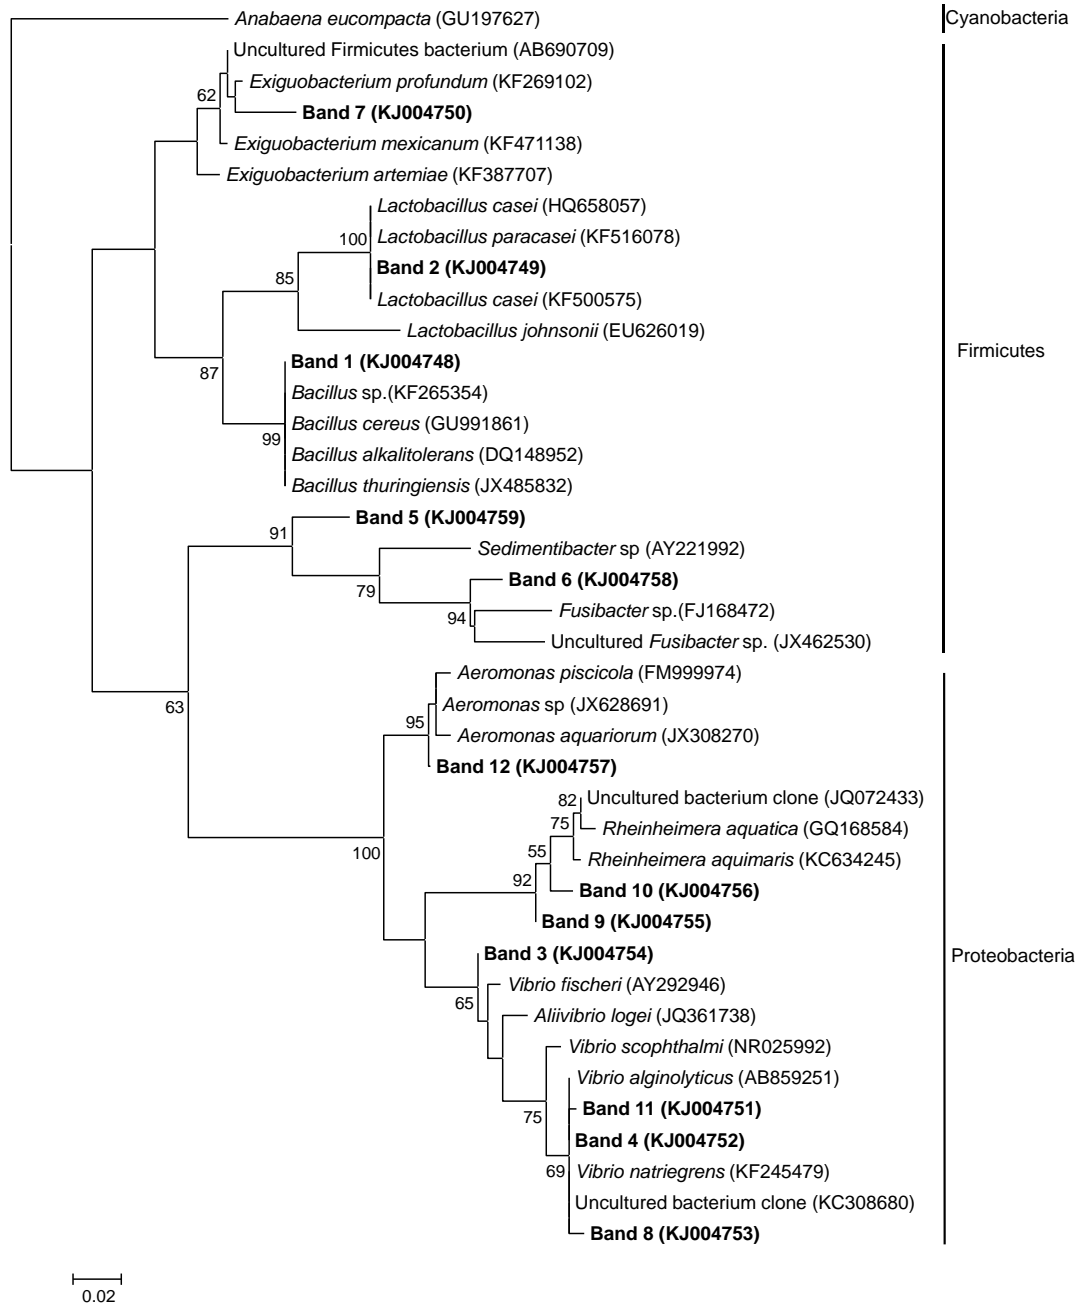 Anabaena eucompacta (GU197627)
Cyanobacteria
Uncultured Firmicutes bacterium (AB690709)
Exiguobacterium profundum (KF269102)
62
Band 7 (KJ004750)
Exiguobacterium mexicanum (KF471138)
Exiguobacterium artemiae (KF387707)
Lactobacillus casei (HQ658057)
Lactobacillus paracasei (KF516078)
100
Band 2 (KJ004749)
85
Lactobacillus casei (KF500575)
Lactobacillus johnsonii (EU626019)
Firmicutes
Band 1 (KJ004748)
87
Bacillus sp.(KF265354)
Bacillus cereus (GU991861)
99
Bacillus alkalitolerans (DQ148952)
Bacillus thuringiensis (JX485832)
Band 5 (KJ004759)
91
Sedimentibacter sp (AY221992)
Band 6 (KJ004758)
79
Fusibacter sp.(FJ168472)
94
Uncultured Fusibacter sp. (JX462530)
Aeromonas piscicola (FM999974)
63
Aeromonas sp (JX628691)
95
Aeromonas aquariorum (JX308270)
Band 12 (KJ004757)
82
Uncultured bacterium clone (JQ072433)
75
Rheinheimera aquatica (GQ168584)
100
55
Rheinheimera aquimaris (KC634245)
92
Band 10 (KJ004756)
Band 9 (KJ004755)
Band 3 (KJ004754)
Proteobacteria
Vibrio fischeri (AY292946)
65
Aliivibrio logei (JQ361738)
Vibrio scophthalmi (NR025992)
Vibrio alginolyticus (AB859251)
Band 11 (KJ004751)
75
Band 4 (KJ004752)
69
Vibrio natriegrens (KF245479)
Uncultured bacterium clone (KC308680)
Band 8 (KJ004753)
0.02